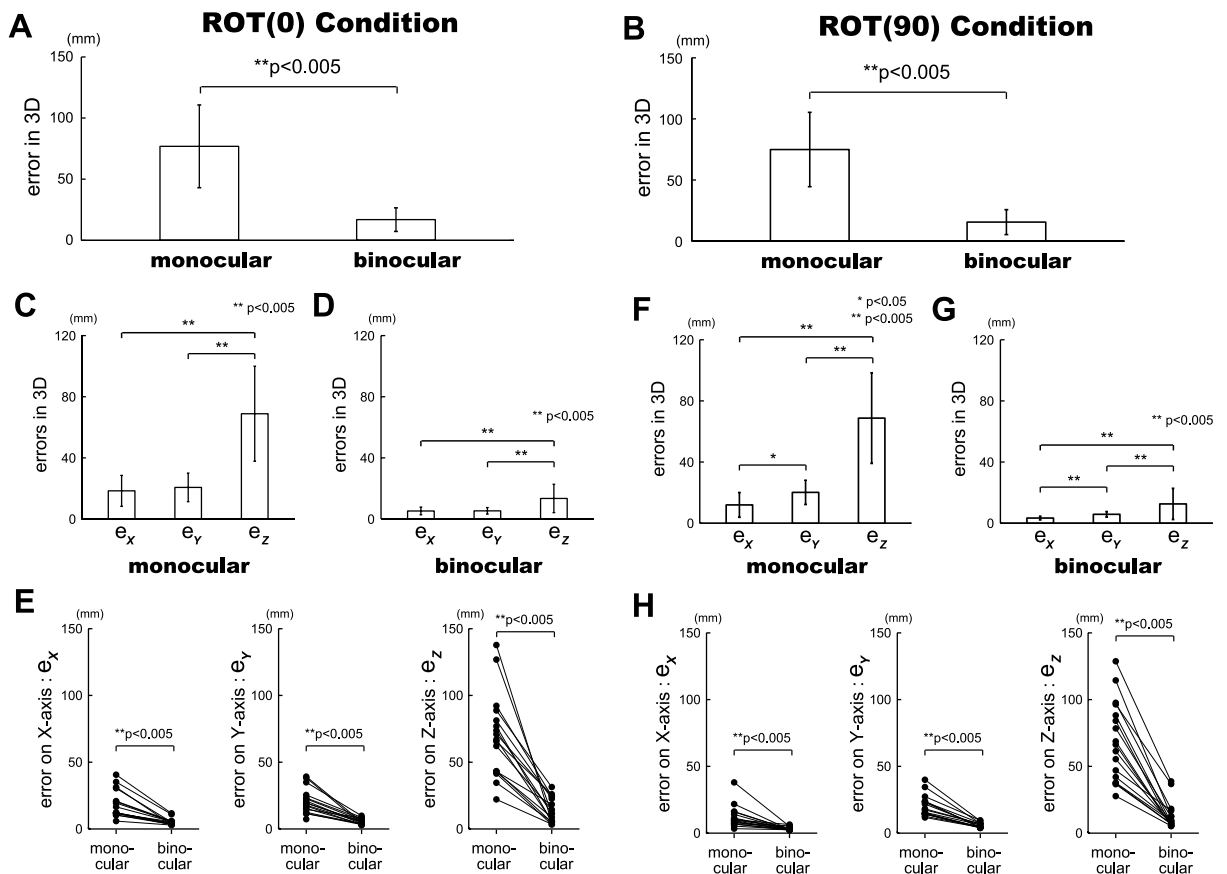 A
ROT(0) Condition
(mm)
150
100
50
0
error in 3D
**p<0.005
monocular
binocular
B
ROT(90) Condition
(mm)
150
100
50
0
error in 3D
**p<0.005
monocular
binocular
C
(mm)
** p<0.005
120
80
40
0
errors in 3D
**
**
eX
eY
eZ
monocular
D
(mm)
120
80
40
0
errors in 3D
** p<0.005
**
**
eX
eY
eZ
binocular
F
(mm)
* p<0.05
** p<0.005
120
80
40
0
errors in 3D
**
**
*
eX
eY
eZ
monocular
G
(mm)
120
80
40
0
errors in 3D
** p<0.005
**
**
**
eX
eY
eZ
binocular
E
(mm)
150
100
50
0
error on X-axis : eX
**p<0.005
mono-
cular
bino-
cular
(mm)
150
100
50
0
error on Y-axis : eY
**p<0.005
mono-
cular
bino-
cular
(mm)
150
100
50
0
error on Z-axis : eZ
**p<0.005
mono-
cular
bino-
cular
H
(mm)
150
100
50
0
error on X-axis : eX
**p<0.005
mono-
cular
bino-
cular
(mm)
150
100
50
0
error on Y-axis : eY
**p<0.005
mono-
cular
bino-
cular
(mm)
150
100
50
0
error on Z-axis : eZ
**p<0.005
mono-
cular
bino-
cular